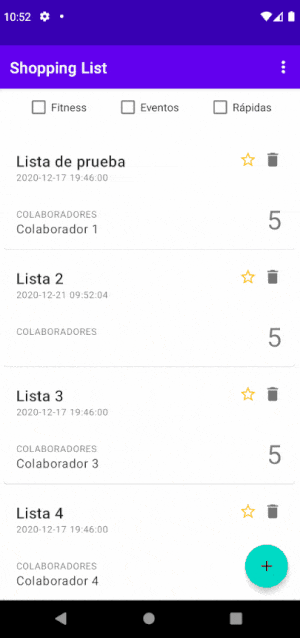 10:52
Shopping List
Fitness Eventos Rápidas
Lista de prueba
2020-12-17 19:46:00
COLABORADORES
Colaborador 1
5
Lista 2
2020-12-21 09:52:04
COLABORADORES
5
Lista 3
2020-12-17 19:46:00
COLABORADORES
Colaborador 3
5
Lista 4
2020-12-17 19:46:00
COLABORADORES
Colaborador 4
+